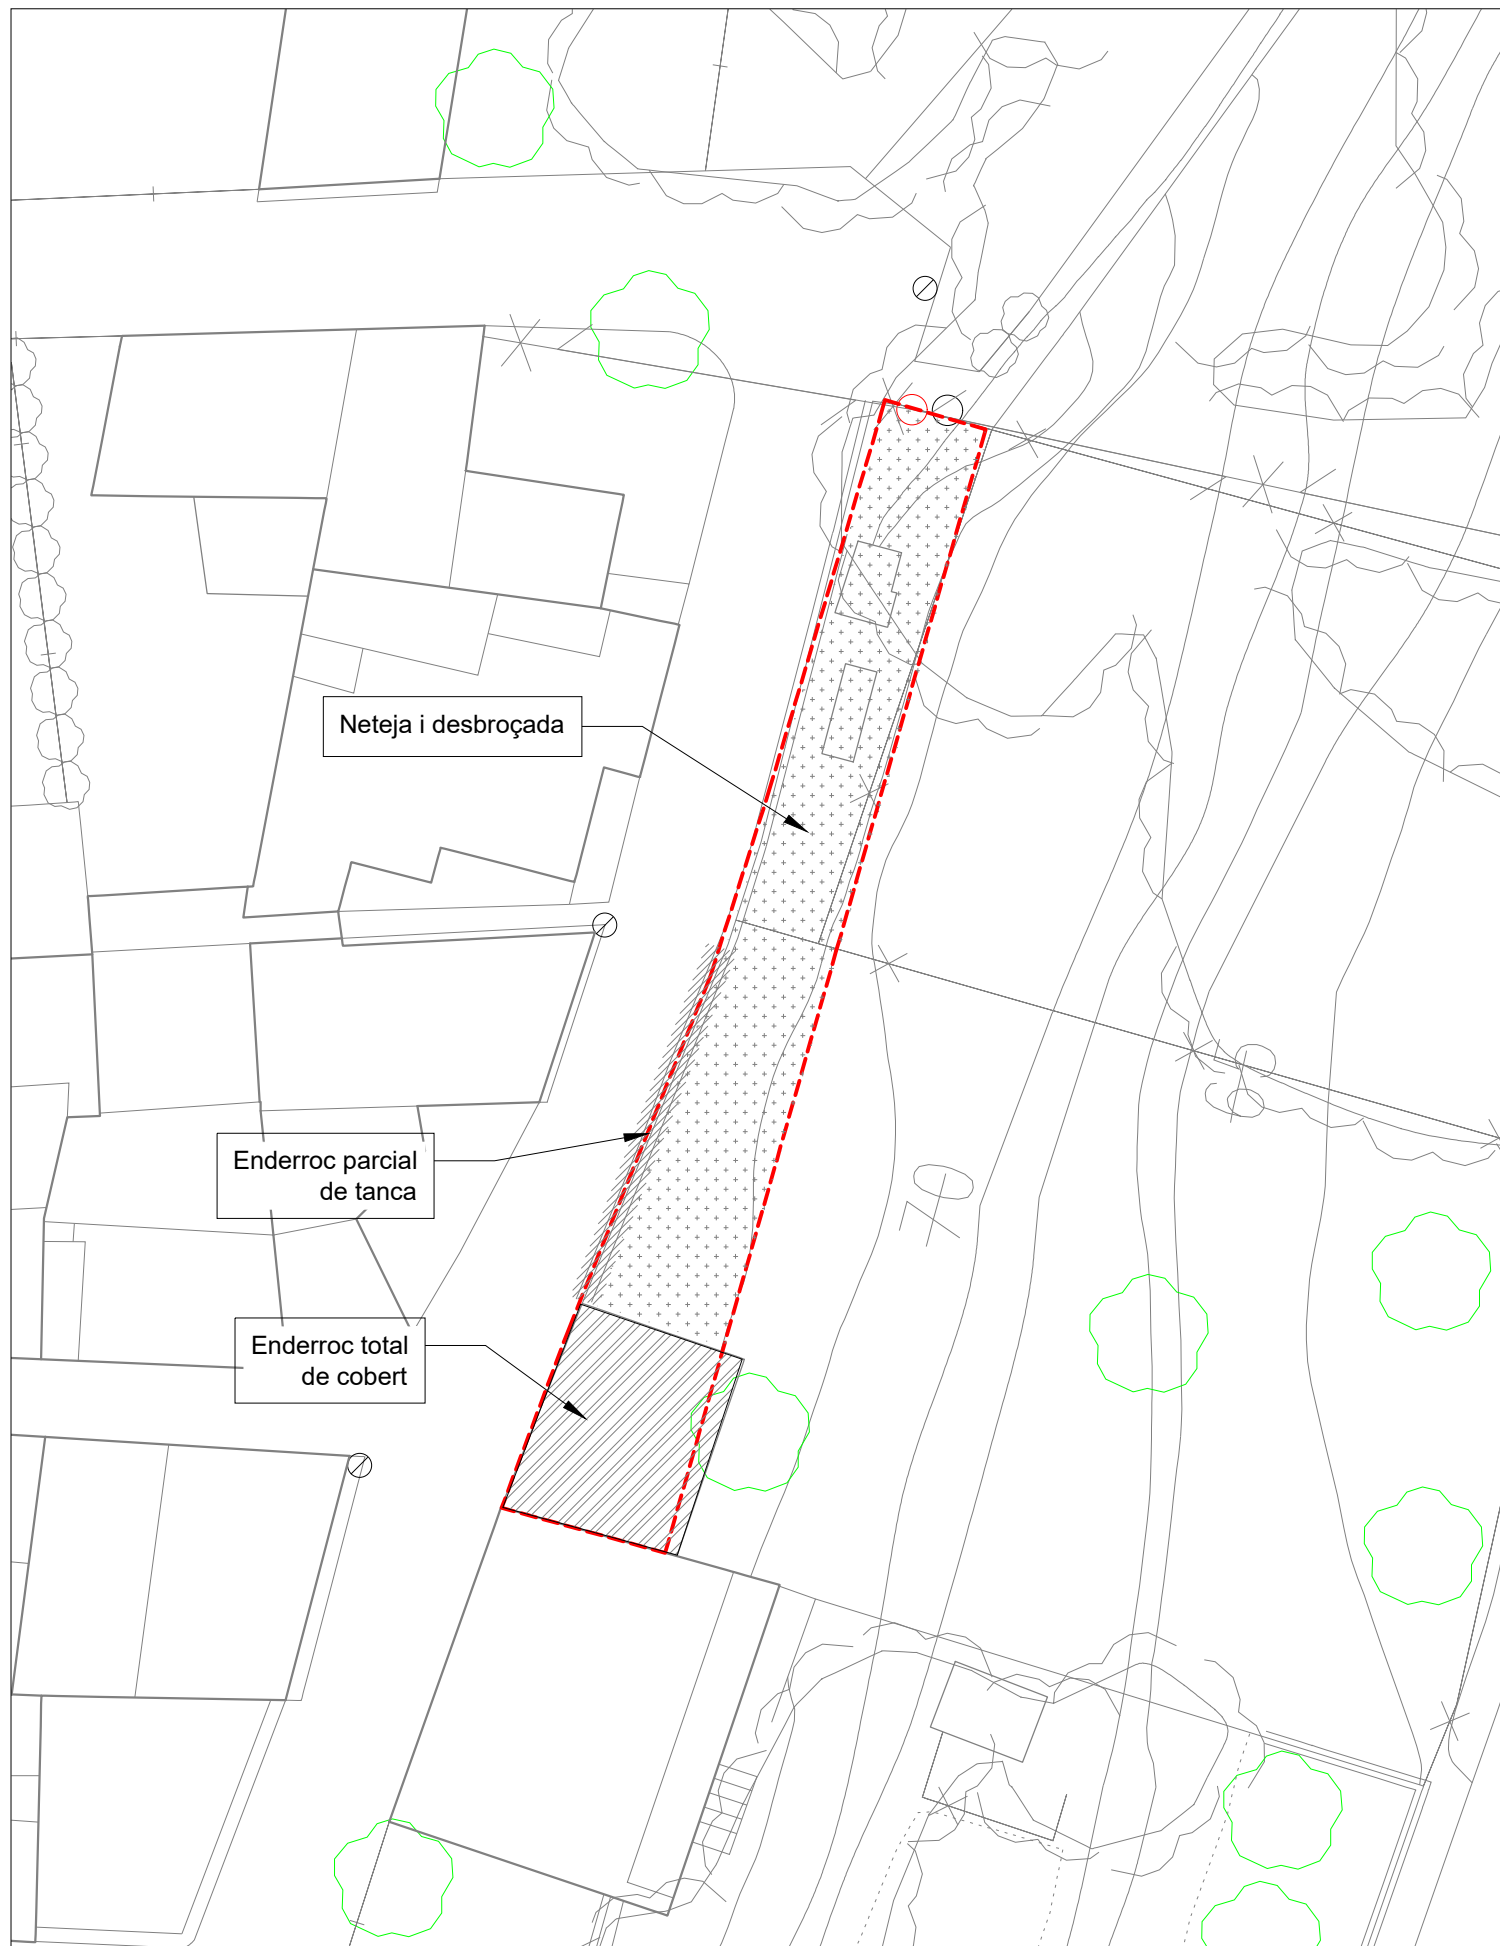 Neteja i desbroçada
Enderroc parcial
de tanca
Enderroc total
de cobert